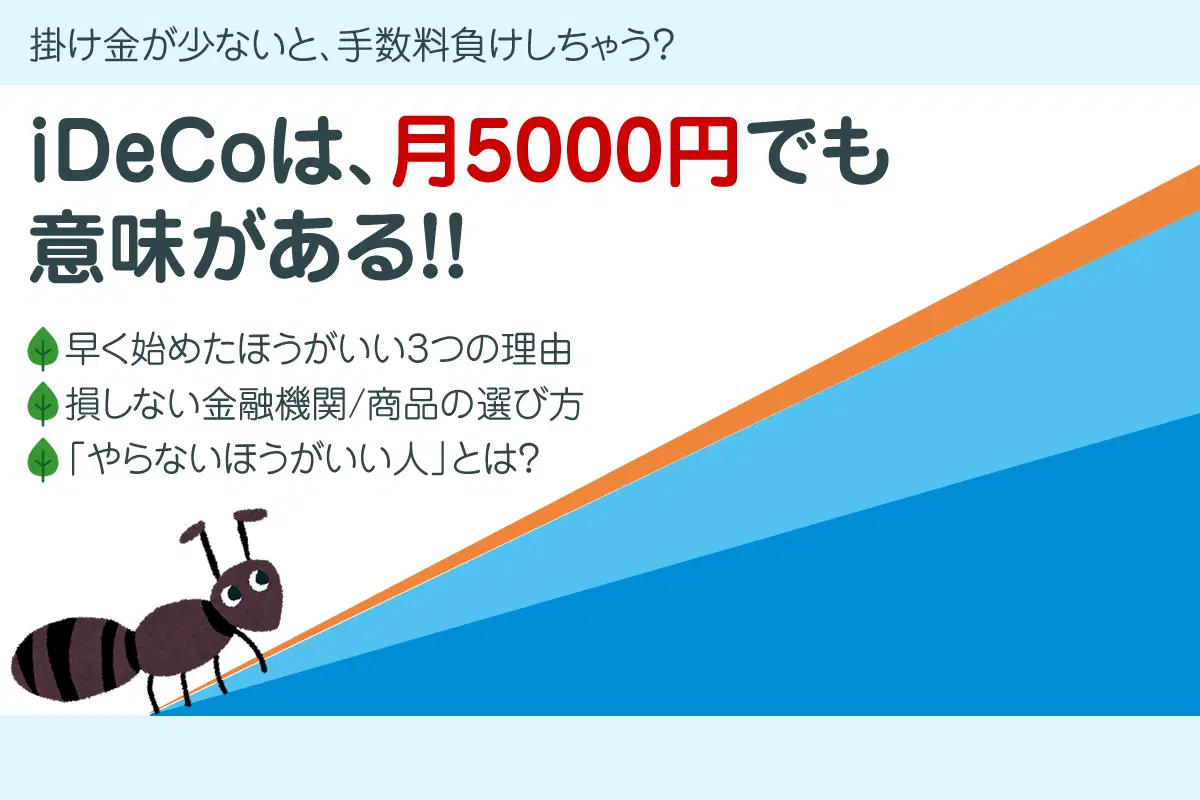 掛け金が少ないと、手数料負けしちゃう?
iDeCoは、月5000円でも
意味がある!!
早く始めたほうがいい3つの理由
損しない金融機関/商品の選び方
「やらないほうがいい人」とは?